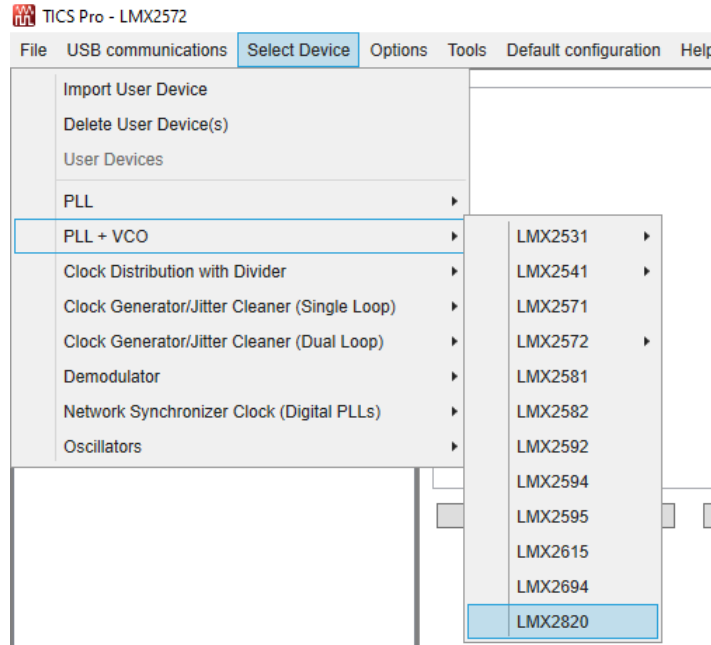 TICS Pro - LMX2572
File USB communications Select Device Options Tools Default configuration Help
Import User Device
Delete User Device(s)
User Devices
PLL
PLL + VCO
Clock Distribution with Divider
Clock Generator/Jitter Cleaner (Single Loop)
Clock Generator/Jitter Cleaner (Dual Loop)
Demodulator
Network Synchronizer Clock (Digital PLLs)
Oscillators
LMX2531
LMX2541
LMX2571
LMX2572
LMX2581
LMX2582
LMX2592
LMX2594
LMX2595
LMX2615
LMX2694
LMX2820